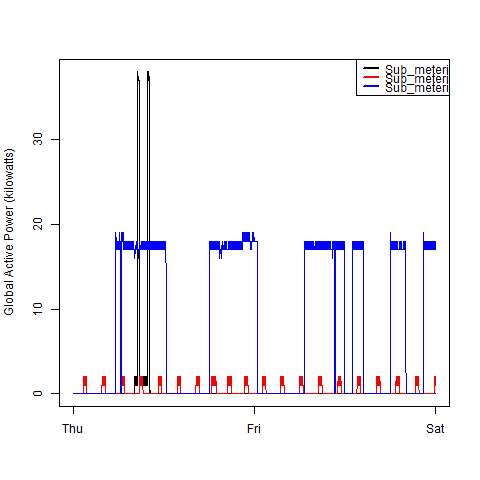 Sub_meteri
Sub_meteri
Sub_meteri
Global Active Power (kilowatts)
30
20
10
0
Thu Fri Sat